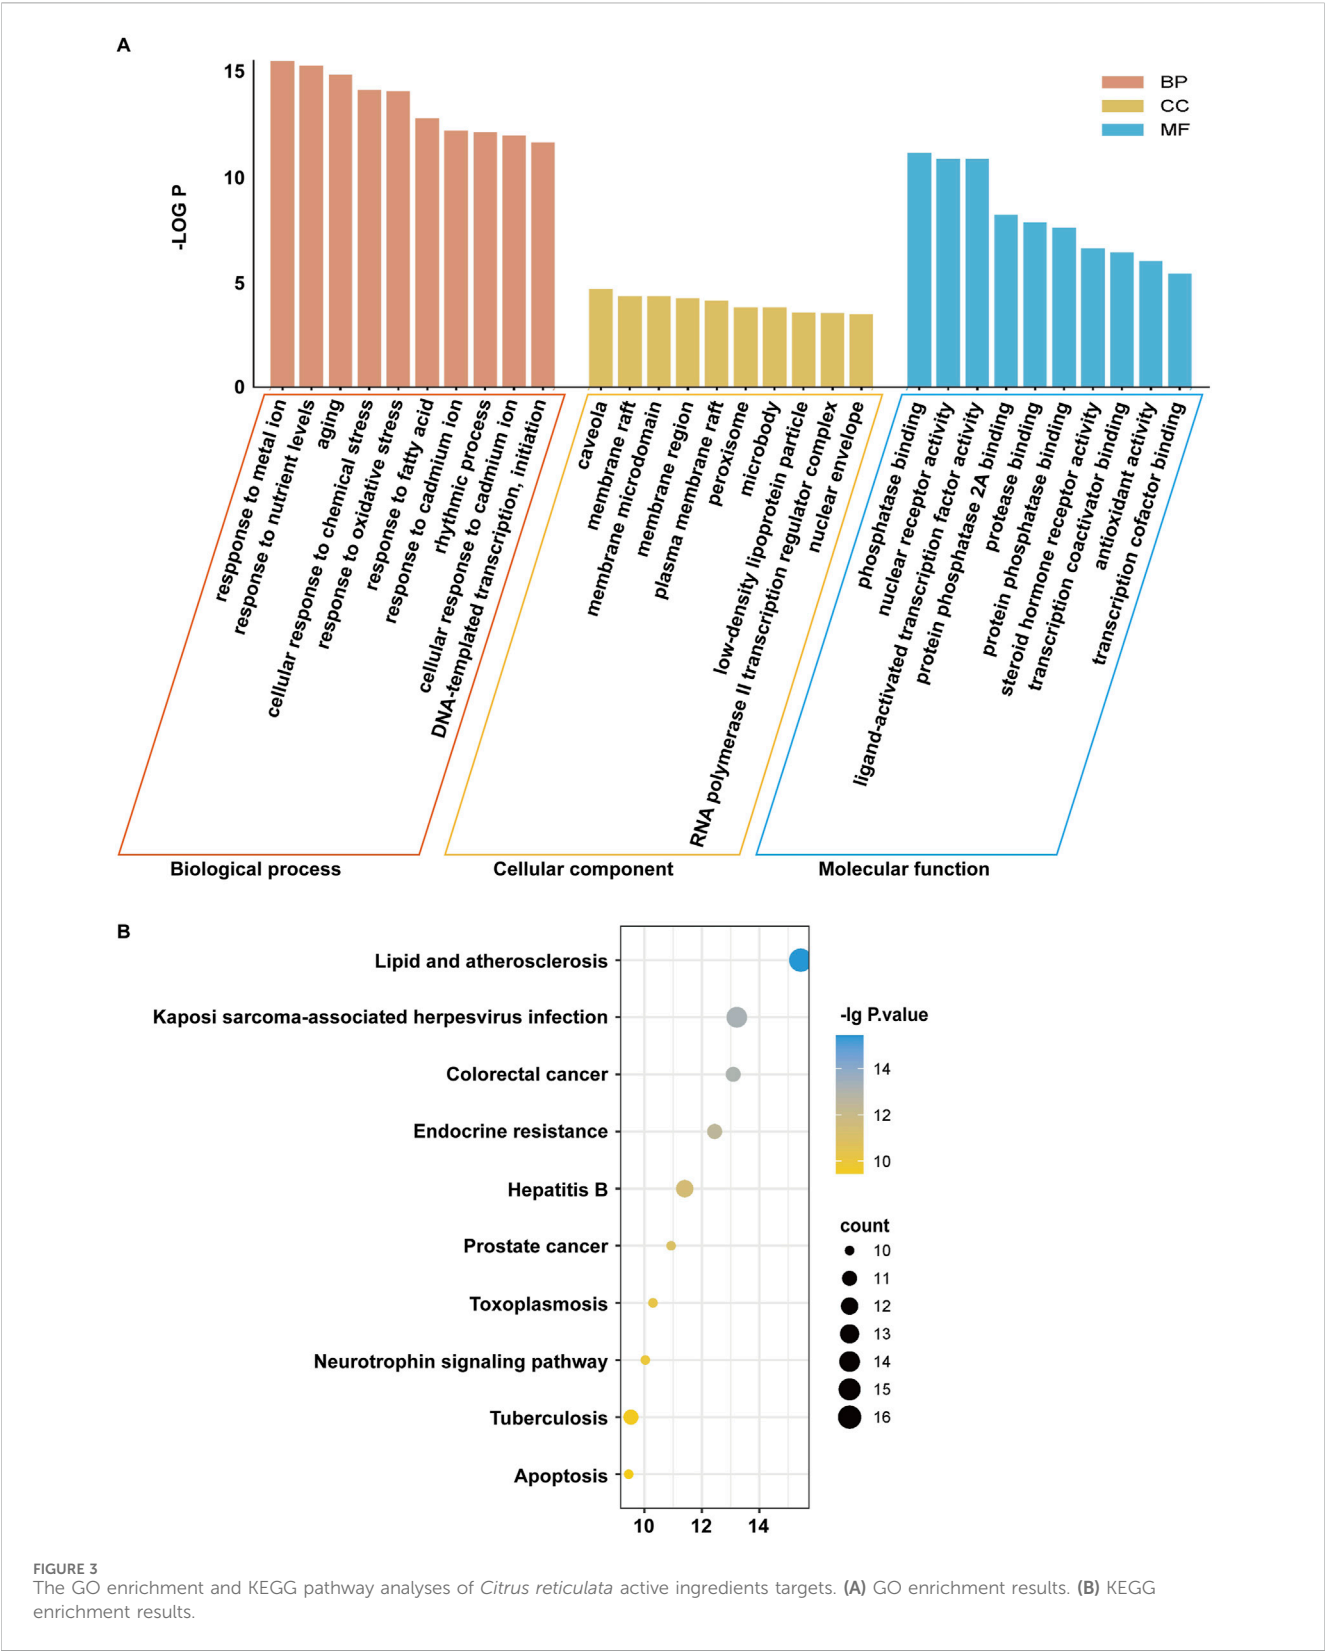 A
15
10
5
0
-LOG P
BP
CC
MF
response to metal ion
response to nutrient levels
aging
cellular response to chemical stress
response to oxidative stress
response to fatty acid
response to cadmium ion
rhythmic process
cellular response to cadmium ion
DNA-templated transcription, initiation
caveola
membrane raft
membrane microdomain
membrane region
plasma membrane raft
peroxisome
microbody
low-density lipoprotein particle
RNA polymerase II transcription regulator complex
nuclear envelope
phosphatase binding
nuclear receptor activity
ligand-activated transcription factor activity
protein phosphatase 2A binding
protease binding
protein phosphatase binding
steroid hormone receptor activity
transcription coactivator binding
antioxidant activity
transcription cofactor binding
Biological process
Cellular component
Molecular function
B
Lipid and atherosclerosis
Kaposi sarcoma-associated herpesvirus infection
Colorectal cancer
Endocrine resistance
Hepatitis B
Prostate cancer
Toxoplasmosis
Neurotrophin signaling pathway
Tuberculosis
Apoptosis
10 12 14
-lg P.value
14
12
10
count
10
11
12
13
14
15
16
FIGURE 3
The GO enrichment and KEGG pathway analyses of Citrus reticulata active ingredients targets. (A) GO enrichment results. (B) KEGG
enrichment results.